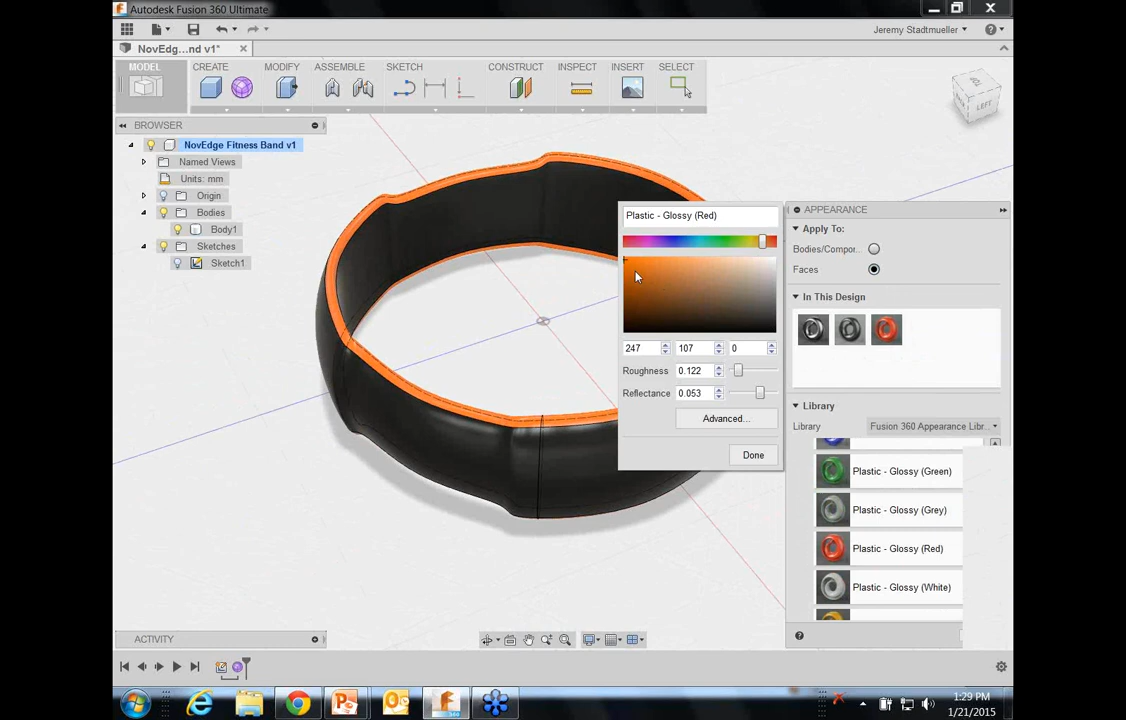 Autodesk Fusion 360 Ultimate
Jeremy Stadtmueller
NovEdg...nd v1*
MODEL
CREATE
MODIFY
ASSEMBLE
SKETCH
CONSTRUCT
INSPECT
INSERT
SELECT
LEFT
BROWSER
NovEdge Fitness Band v1
Named Views
Units: mm
Origin
Bodies
Body1
Sketches
Sketch1
Plastic - Glossy (Red)
247 107 0
Roughness 0.122
Reflectance 0.053
Advanced...
Done
APPEARANCE
Apply To:
Bodies/Compor...
Faces
In This Design
Library
Library Fusion 360 Appearance Libr...
Plastic - Glossy (Green)
Plastic - Glossy (Grey)
Plastic - Glossy (Red)
Plastic - Glossy (White)
ACTIVITY
1:29 PM
1/21/2015